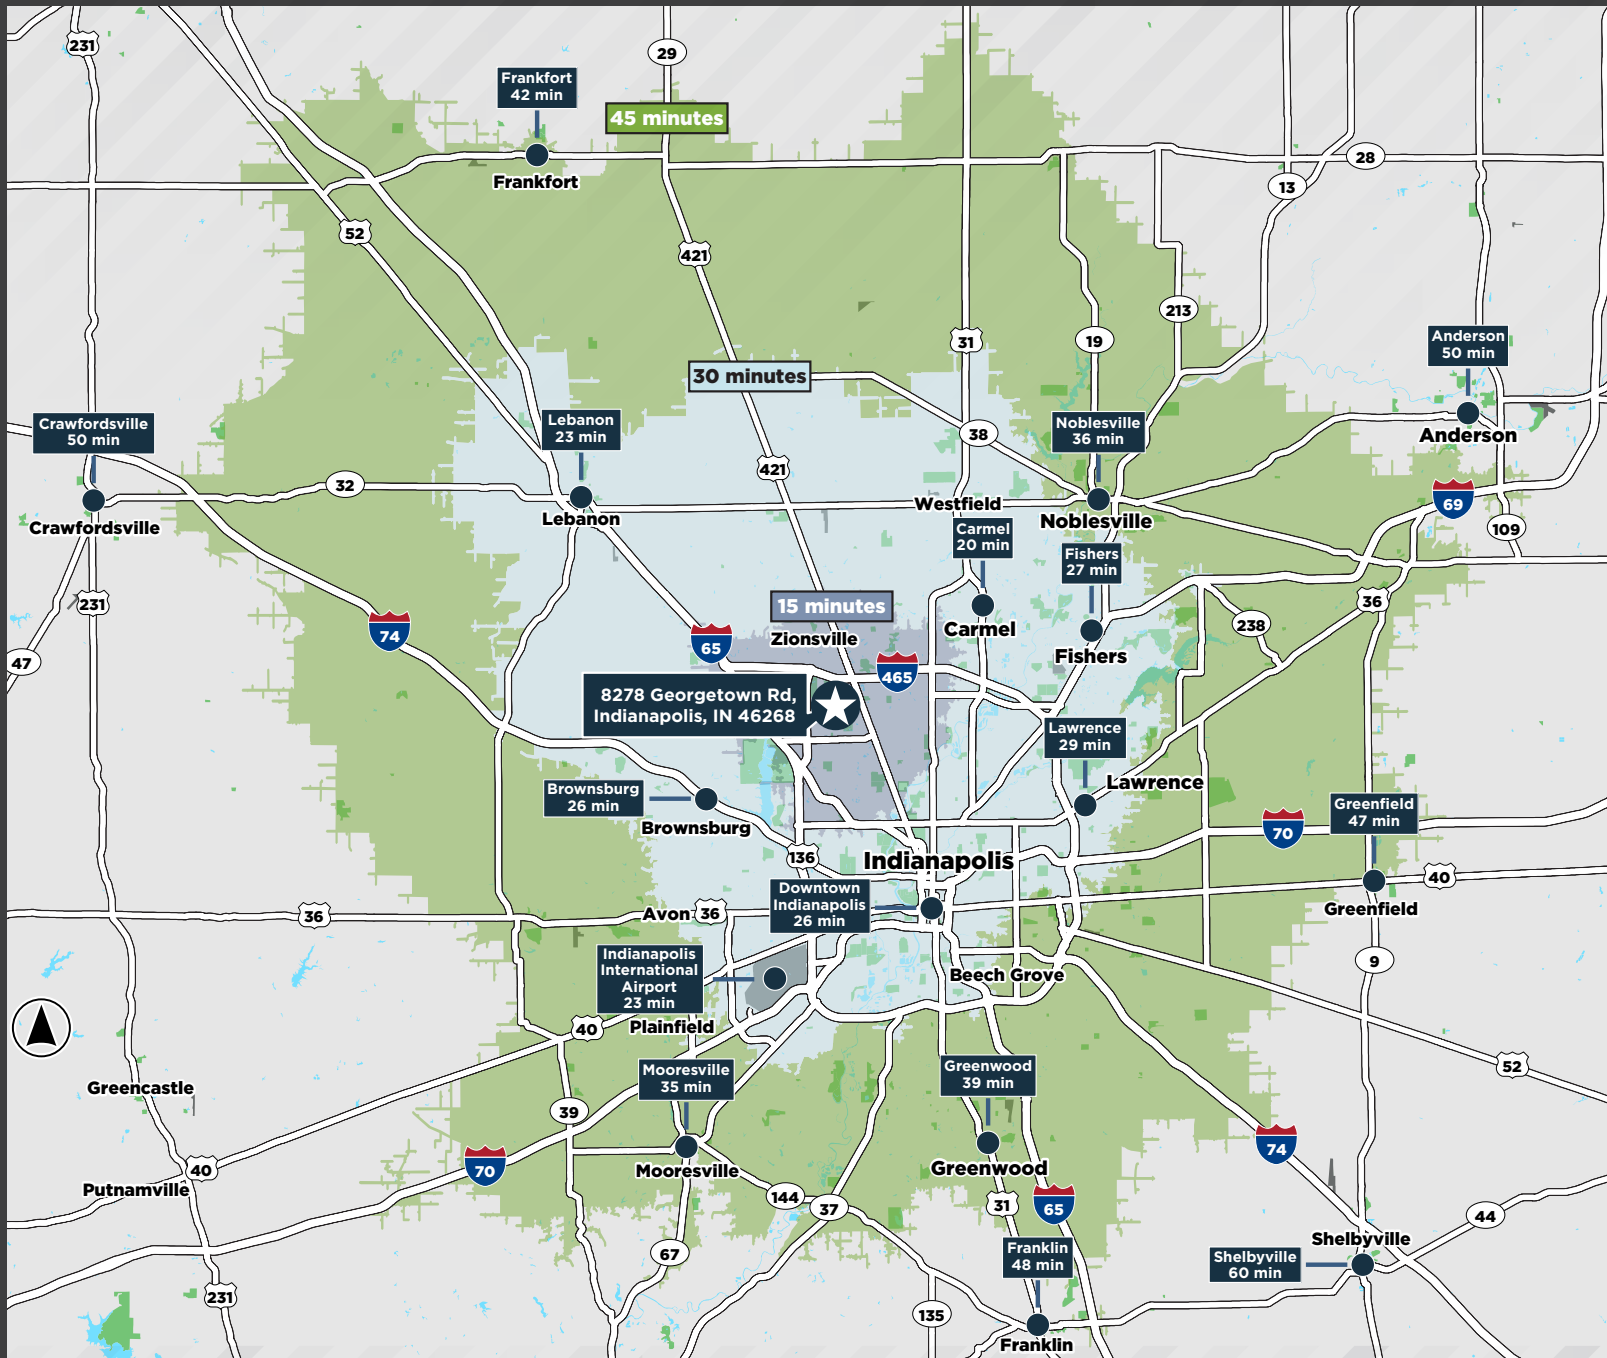 231
29
Frankfort
42 min
45 minutes
Frankfort
28
13
52
421
213
31
19
Anderson
50 min
30 minutes
Crawfordsville
50 min
Lebanon
23 min
Noblesville
36 min
38
Anderson
421
32
69
Westfield
Crawfordsville
Lebanon
Noblesville
109
Carmel
20 min
Fishers
27 min
231
15 minutes
36
74
65
Zionsville
Carmel
238
47
Fishers
465
8278 Georgetown Rd,
Indianapolis, IN 46268
Lawrence
29 min
Lawrence
Brownsburg
26 min
Brownsburg
Greenfield
47 min
70
136
Indianapolis
40
Downtown
Indianapolis
26 min
36
Avon
36
Greenfield
Indianapolis
International
Airport
23 min
Beech Grove
9
40
Plainfield
Greencastle
Mooresville
35 min
Greenwood
39 min
52
39
74
40
70
Mooresville
Greenwood
Putnamville
144
37
31
65
44
67
Franklin
48 min
Shelbyville
Shelbyville
60 min
231
135
Franklin